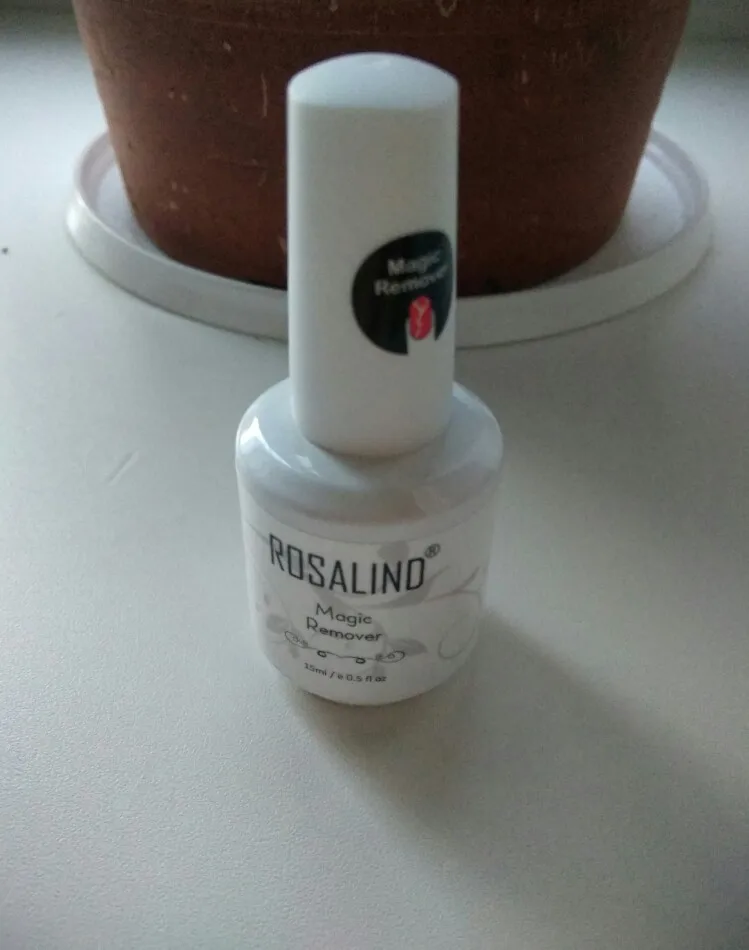 Magic
Remover
ROSALIND®
Magic
Remover
15ml / e 0.5 fl oz